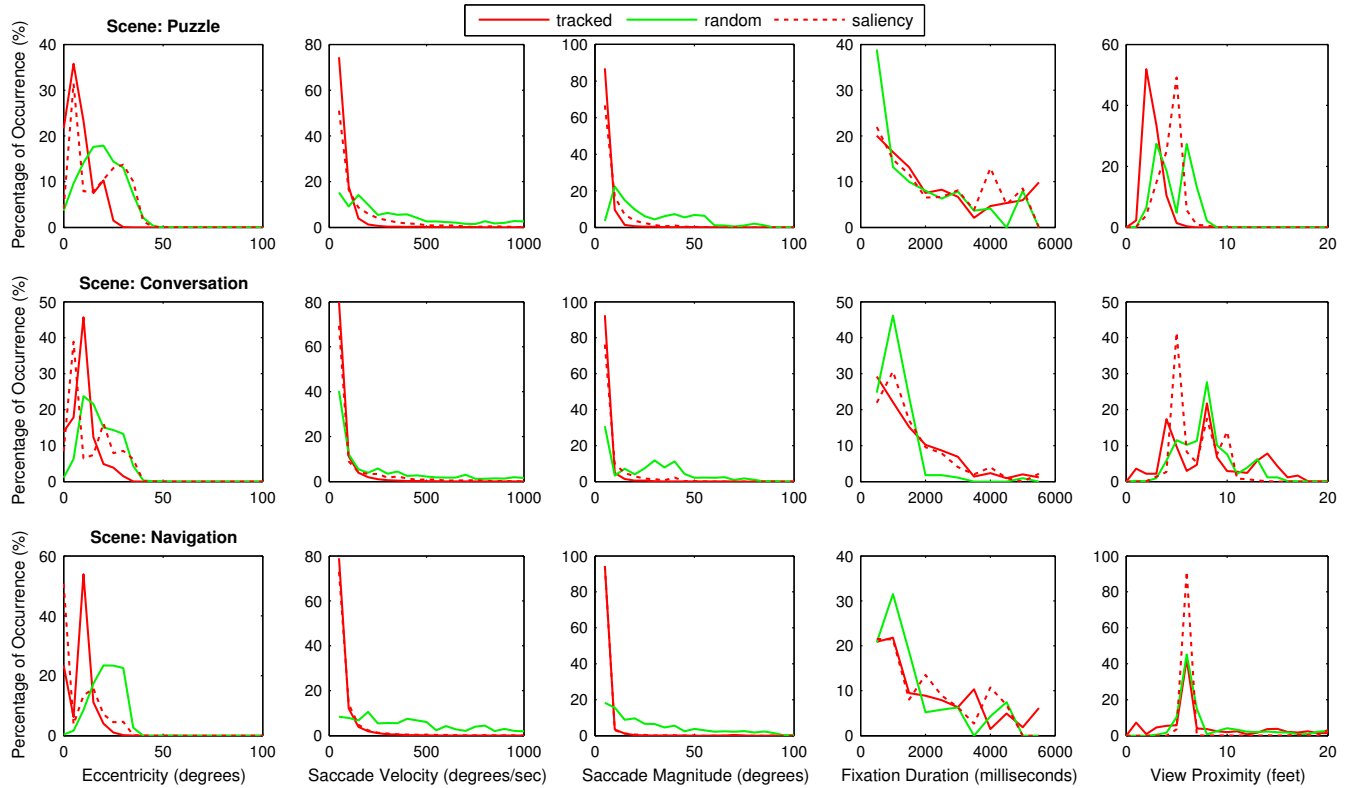 tracked random saliency
Scene: Puzzle
Percentage of Occurrence (%)
40
30
20
10
0
0 50 100
80
60
40
20
0
0 500 1000
100
80
60
40
20
0
0 50 100
40
30
20
10
0
0 2000 4000 6000
60
40
20
0
0 10 20
Scene: Conversation
Percentage of Occurrence (%)
50
40
30
20
10
0
0 50 100
80
60
40
20
0
0 500 1000
100
80
60
40
20
0
0 50 100
50
40
30
20
10
0
0 2000 4000 6000
50
40
30
20
10
0
0 10 20
Scene: Navigation
Percentage of Occurrence (%)
60
40
20
0
0 50 100
Eccentricity (degrees)
80
60
40
20
0
0 500 1000
Saccade Velocity (degrees/sec)
100
80
60
40
20
0
0 50 100
Saccade Magnitude (degrees)
40
30
20
10
0
0 2000 4000 6000
Fixation Duration (milliseconds)
100
80
60
40
20
0
0 10 20
View Proximity (feet)